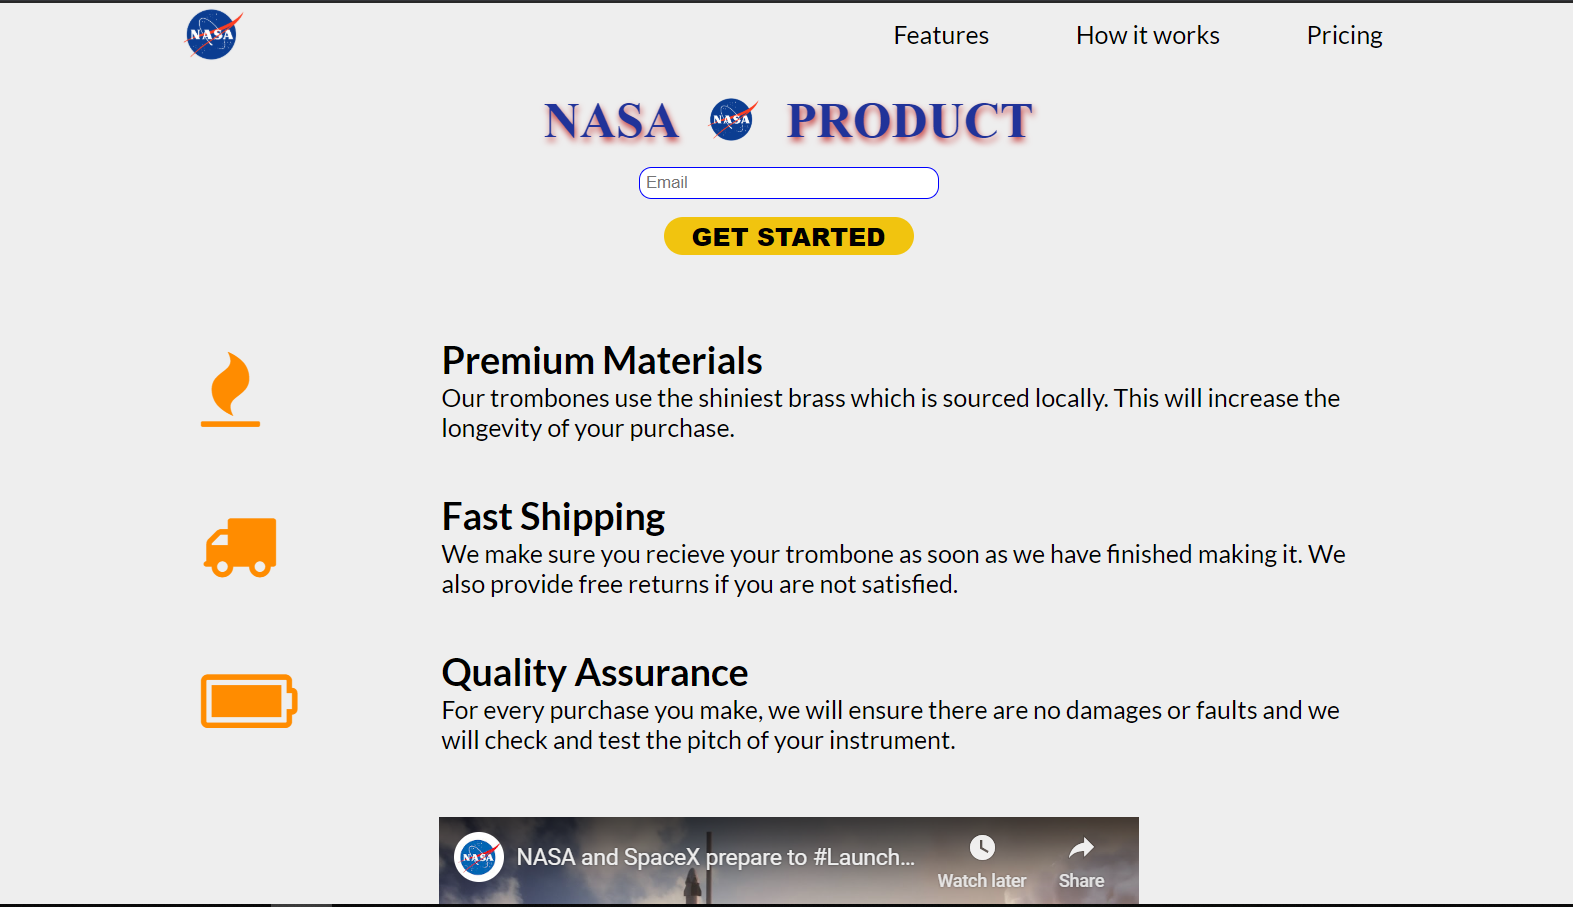 NASA
Features
How it works
Pricing
NASA NASA PRODUCT
Email
GET STARTED
Premium Materials
Our trombones use the shiniest brass which is sourced locally. This will increase the
longevity of your purchase.
Fast Shipping
We make sure you recieve your trombone as soon as we have finished making it. We
also provide free returns if you are not satisfied.
Quality Assurance
For every purchase you make, we will ensure there are no damages or faults and we
will check and test the pitch of your instrument.
NASA
NASA and SpaceX prepare to #Launch...
Watch later
Share